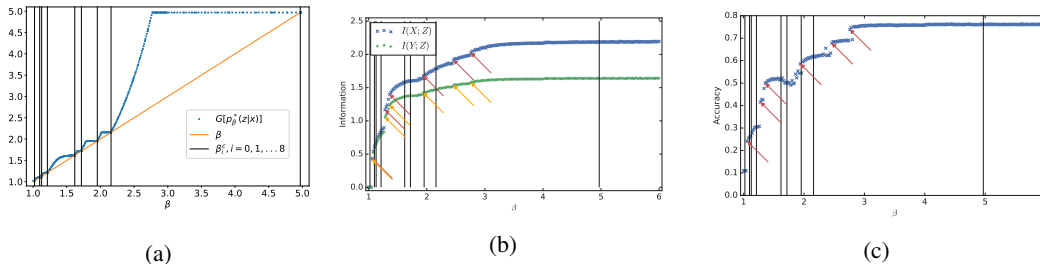 5.0
4.5
4.0
3.5
3.0
2.5
2.0
1.5
1.0
1.0 1.5 2.0 2.5 3.0 3.5 4.0 4.5 5.0
β
G[p*β(z|x)]
β
βᵢᶜ, i = 0, 1, . . . 8
(a)
Information
2.5
2.0
1.5
1.0
0.5
0.0
I(X; Z)
I(Y; Z)
1 2 3 4 5 6
β
(b)
Accuracy
0.8
0.7
0.6
0.5
0.4
0.3
0.2
0.1
0.0
1 2 3 4 5
β
(c)